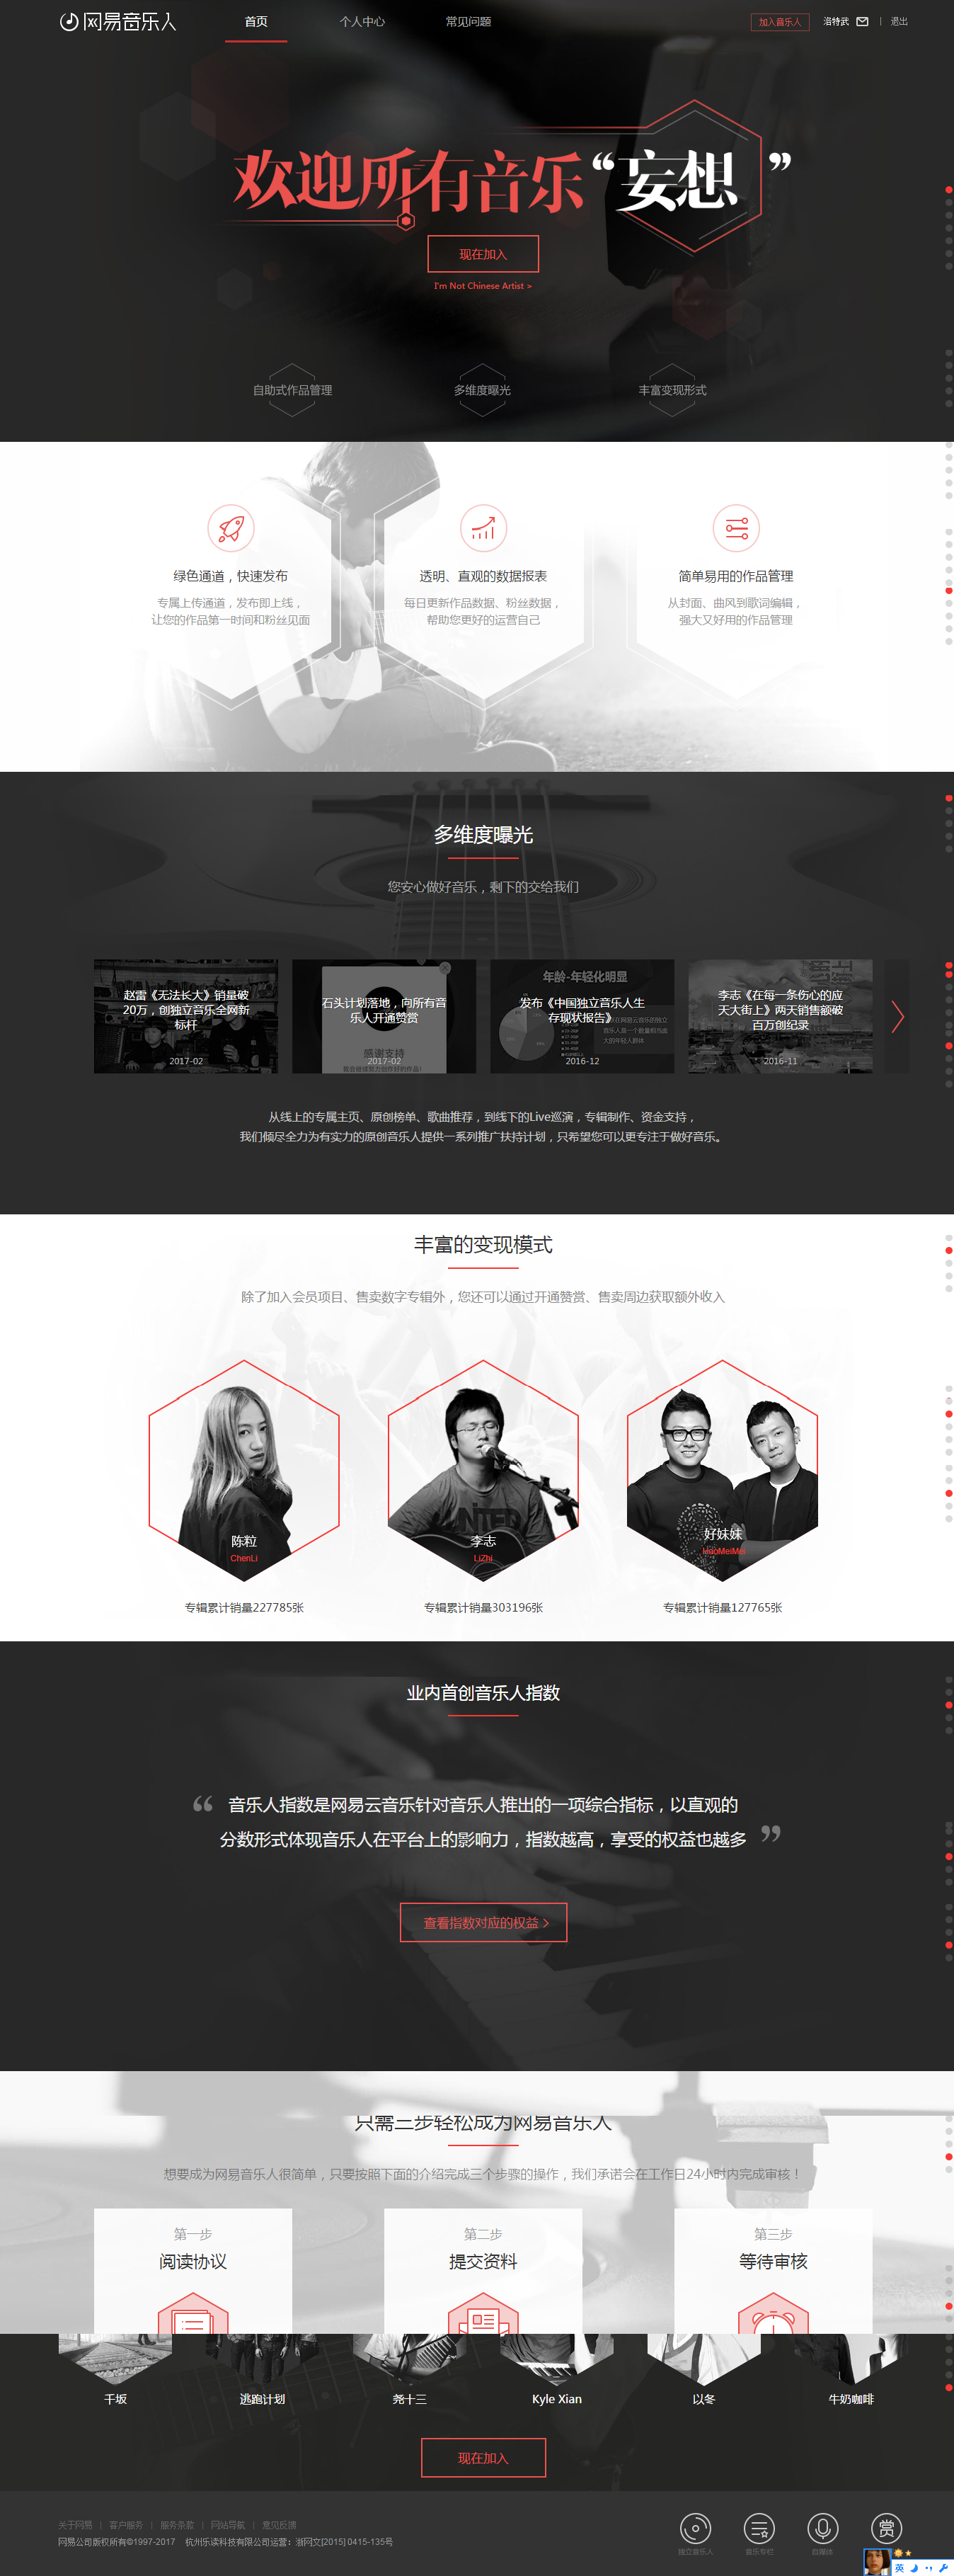 网易音乐人
首页
个人中心
常见问题
加入音乐人
洛特武
退出
欢迎所有音乐“妄想”
现在加入
I'm Not Chinese Artist >
自助式作品管理
多维度曝光
丰富变现形式
绿色通道，快速发布
专属上传通道，发布即上线，
让您的作品第一时间和粉丝见面
透明、直观的数据报表
每日更新作品数据、粉丝数据，
帮助您更好的运营自己
简单易用的作品管理
从封面、曲风到歌词编辑，
强大又好用的作品管理
多维度曝光
您安心做好音乐，剩下的交给我们
赵雷《无法长大》销量破
20万，创独立音乐全网新
标杆
2017-02
石头计划落地，向所有音
乐人开通赞赏
感谢支持
2017-02
年龄-年轻化明显
发布《中国独立音乐人生
存现状报告》
2016-12
李志《在每一条伤心的应
天大街上》两天销售额破
百万创纪录
2016-11
从线上的专属主页、原创榜单、歌曲推荐，到线下的Live巡演，专辑制作、资金支持，
我们倾尽全力为有实力的原创音乐人提供一系列推广扶持计划，只希望您可以更专注于做好音乐。
丰富的变现模式
除了加入会员项目、售卖数字专辑外，您还可以通过开通赞赏、售卖周边获取额外收入
陈粒
ChenLi
专辑累计销量227785张
李志
LiZhi
专辑累计销量303196张
好妹妹
HaoMeiMei
专辑累计销量127765张
业内首创音乐人指数
“ 音乐人指数是网易云音乐针对音乐人推出的一项综合指标，以直观的
分数形式体现音乐人在平台上的影响力，指数越高，享受的权益也越多 ”
查看指数对应的权益 >
只需三步轻松成为网易音乐人
想要成为网易音乐人很简单，只要按照下面的介绍完成三个步骤的操作，我们承诺会在工作日24小时内完成审核！
第一步
阅读协议
第二步
提交资料
第三步
等待审核
干坂
逃跑计划
尧十三
Kyle Xian
以冬
牛奶咖啡
现在加入
关于网易 | 客户服务 | 服务条款 | 网站导航 | 意见反馈
网易公司版权所有©1997-2017 杭州乐读科技有限公司运营：浙网文[2015] 0415-135号
独立音乐人
音乐专栏
自媒体
赏
英